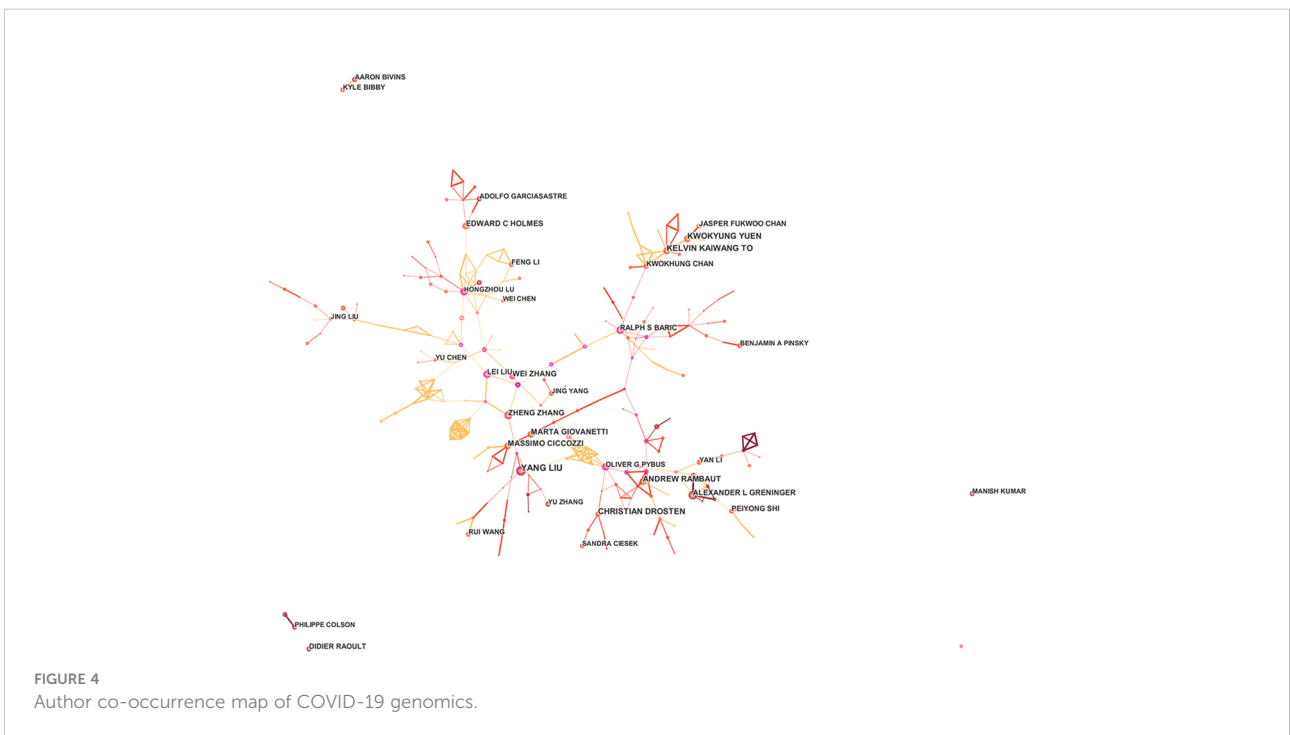 AARON BIVINS
KYLE BIBBY
ADOLFO GARCIASASTRE
EDWARD C HOLMES
JASPER FUKWOO CHAN
KWOKYUNG YUEN
KELVIN KAIWANG TO
FENG LI
KWOKHUNG CHAN
HONGZHOU LU
WEI CHEN
JING LIU
RALPH S BARIC
BENJAMIN A PINSKY
YU CHEN
LEI LIU
WEI ZHANG
JING YANG
ZHENG ZHANG
MARTA GIOVANETTI
MASSIMO CICCOZZI
YAN LI
OLIVER G PYBUS
YANG LIU
ANDREW RAMBAUT
ALEXANDER L GRENINGER
MANISH KUMAR
YU ZHANG
PEIYONG SHI
CHRISTIAN DROSTEN
RUI WANG
SANDRA CIESEK
PHILIPPE COLSON
DIDIER RAOULT
FIGURE 4
Author co-occurrence map of COVID-19 genomics.